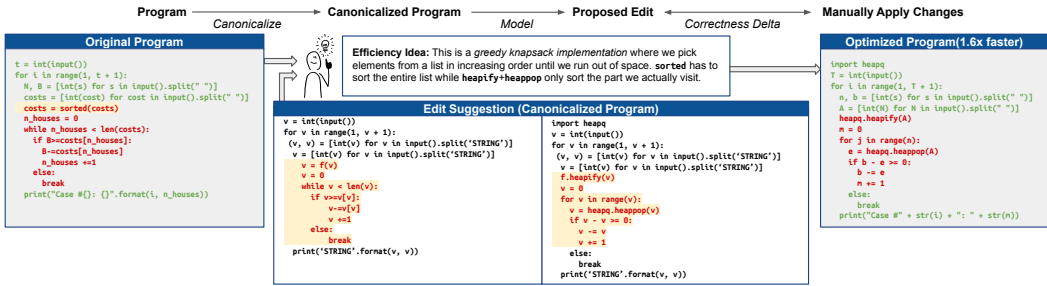 Program
Canonicalized Program
Proposed Edit
Manually Apply Changes
Canonicalize
Model
Correctness Delta
Original Program
t = int(input())
for i in range(1, t + 1):
N, B = [int(s) for s in input().split(" ")]
costs = [int(cost) for cost in input().split(" ")]
costs = sorted(costs)
n_houses = 0
while n_houses < len(costs):
if B>=costs[n_houses]:
B-=costs[n_houses]
n_houses +=1
else:
break
print("Case #{}: {}".format(i, n_houses))
Efficiency Idea: This is a greedy knapsack implementation where we pick
elements from a list in increasing order until we run out of space. sorted has to
sort the entire list while heapify+heappop only sort the part we actually visit.
Edit Suggestion (Canonicalized Program)
v = int(input())
for v in range(1, v + 1):
(v, v) = [int(v) for v in input().split('STRING')]
v = [int(v) for v in input().split('STRING')]
v = f(v)
v = 0
while v < len(v):
if v>=v[v]:
v-=v[v]
v +=1
else:
break
print('STRING'.format(v, v))
import heapq
v = int(input())
for v in range(1, v + 1):
(v, v) = [int(v) for v in input().split('STRING')]
v = [int(v) for v in input().split('STRING')]
f.heapify(v)
v = 0
for v in range(v):
v = heapq.heappop(v)
if v - v >= 0:
v -= v
v += 1
else:
break
print('STRING'.format(v, v))
Optimized Program(1.6x faster)
import heapq
T = int(input())
for i in range(1, T + 1):
n, b = [int(s) for s in input().split(" ")]
A = [int(N) for N in input().split(" ")]
heapq.heapify(A)
m = 0
for j in range(n):
e = heapq.heappop(A)
if b - e >= 0:
b -= e
m += 1
else:
break
print("Case #" + str(i) + ": " + str(m))